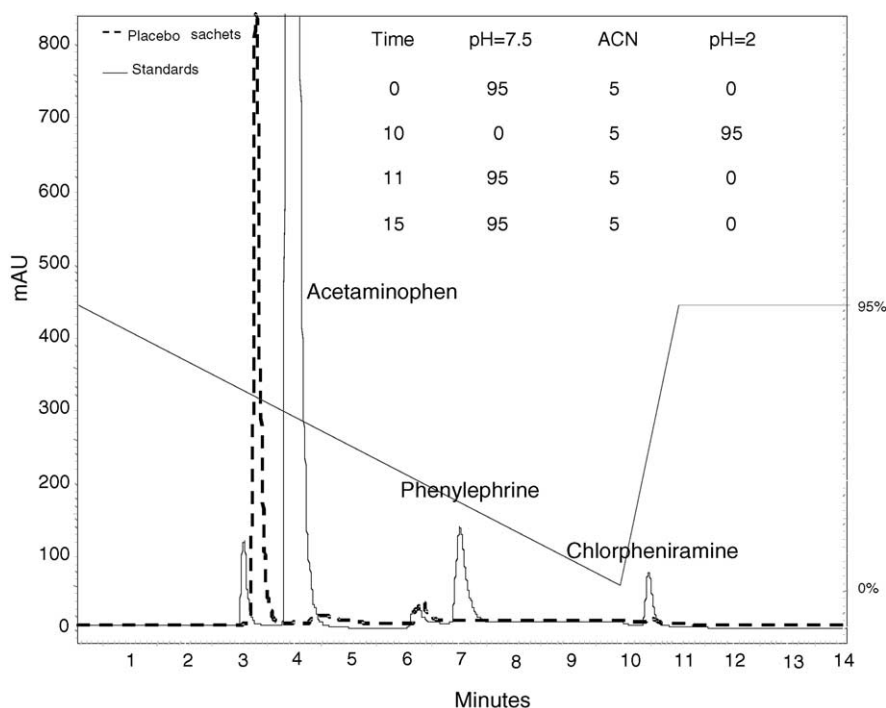 Placebo sachets
Standards
Time pH=7.5 ACN pH=2
0 95 5 0
10 0 5 95
11 95 5 0
15 95 5 0
800
700
600
500
400
300
200
100
0
mAU
Acetaminophen
Phenylephrine
Chlorpheniramine
95%
0%
1 2 3 4 5 6 7 8 9 10 11 12 13 14
Minutes